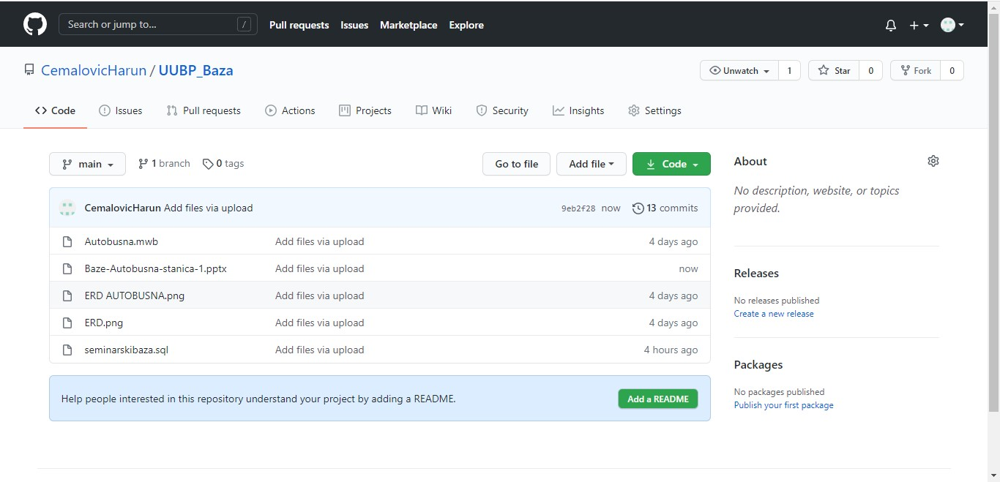 Search or jump to... / Pull requests Issues Marketplace Explore
CemalovicHarun / UUBP_Baza Unwatch 1 Star 0 Fork 0
Code Issues Pull requests Actions Projects Wiki Security Insights Settings
main 1 branch 0 tags Go to file Add file Code
CemalovicHarun Add files via upload 9eb2f28 now 13 commits
Autobusna.mwb Add files via upload 4 days ago
Baze-Autobusna-stanica-1.pptx Add files via upload now
ERD AUTOBUSNA.png Add files via upload 4 days ago
ERD.png Add files via upload 4 days ago
seminarskibaza.sql Add files via upload 4 hours ago
Help people interested in this repository understand your project by adding a README. Add a README
About
No description, website, or topics
provided.
Releases
No releases published
Create a new release
Packages
No packages published
Publish your first package